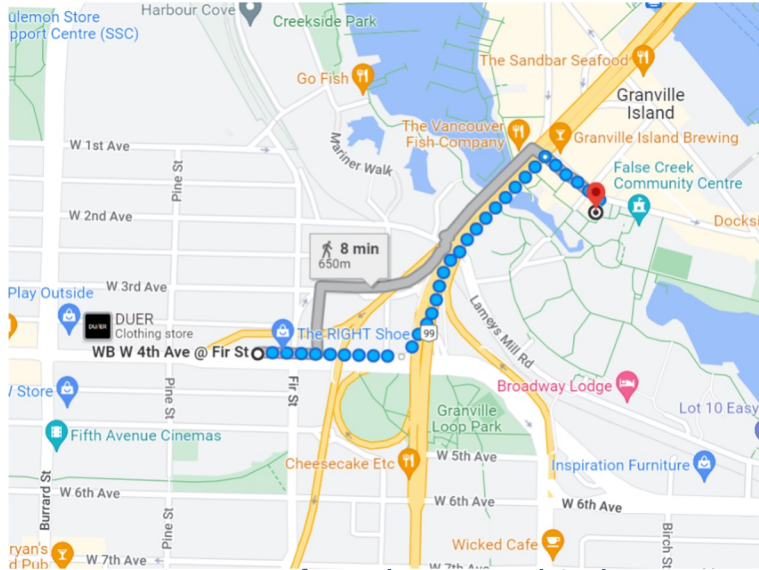 Harbour Cove
ulemon Store
pport Centre (SSC)
Creekside Park
The Sandbar Seafood
Go Fish
Granville
Island
The Vancouver
Fish Company
Granville Island Brewing
W 1st Ave
Mariner Walk
Pine St
False Creek
Community Centre
W 2nd Ave
Docksi
8 min
650m
W 3rd Ave
Play Outside
DUER
DUER
Clothing store
The RIGHT Shoe
99
Lameys Mill Rd
WB W 4th Ave @ Fir St
Pine St
Fir St
Broadway Lodge
/ Store
Granville
Loop Park
Lot 10 Easy
Fifth Avenue Cinemas
W 5th Ave
Cheesecake Etc
Inspiration Furniture
Burrard St
W 6th Ave
W 6th Ave
W 6th Ave
Pine St
Birch St
Wicked Cafe
ryan's
d Pub
W 7th Ave